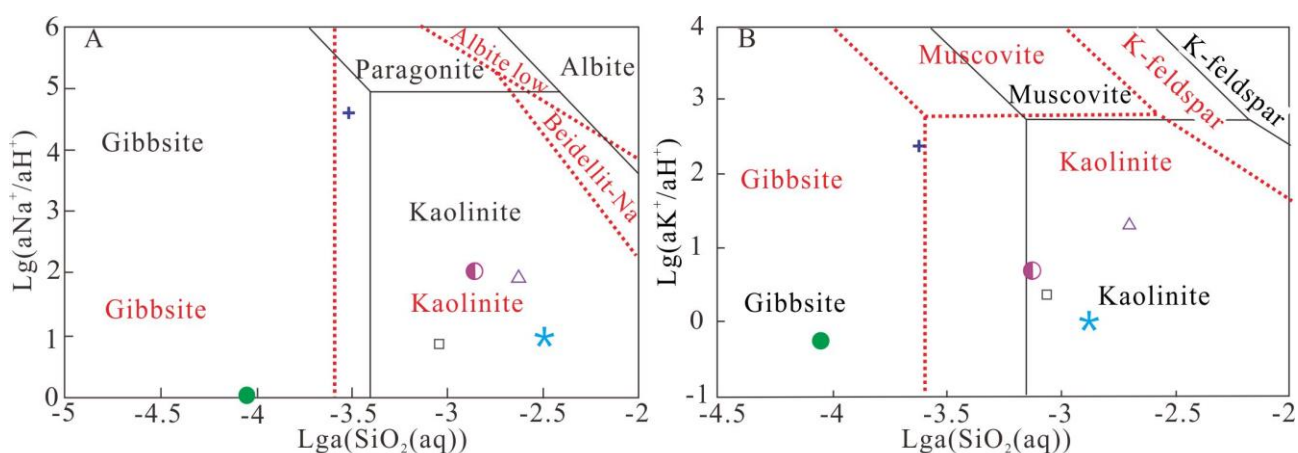 A
6
5
4
3
2
1
0
Lg(aNa⁺/aH⁺)
Albite low
Albite
Paragonite
Gibbsite
Beidellit-Na
Kaolinite
Gibbsite
Kaolinite
-5
-4.5
-4
-3.5
-3
-2.5
-2
Lga(SiO₂(aq))
B
4
3
2
1
0
-1
Lg(aK⁺/aH⁺)
Muscovite
K-feldspar
K-feldspar
Muscovite
Gibbsite
Kaolinite
Gibbsite
Kaolinite
-4.5
-4
-3.5
-3
-2.5
-2
Lga(SiO₂(aq))